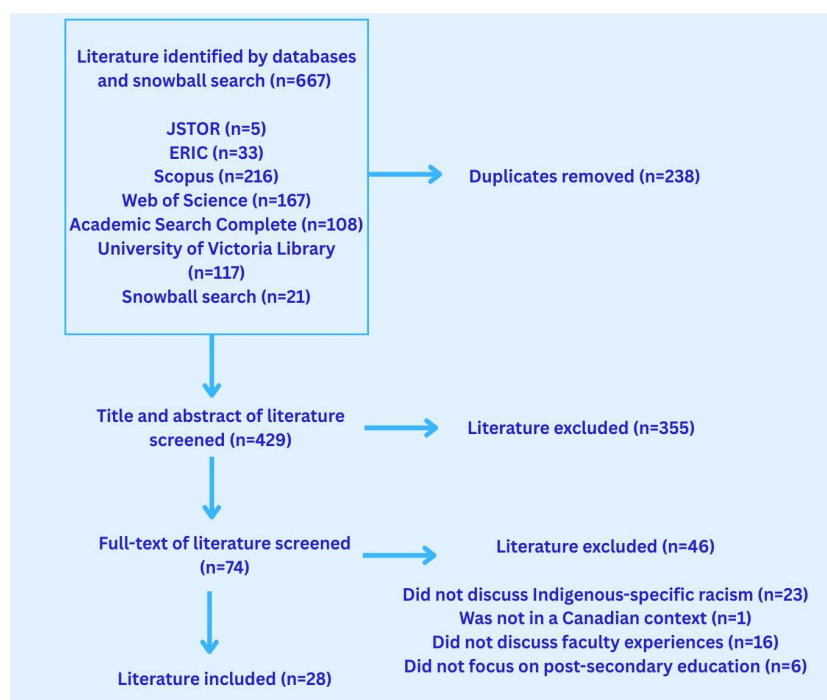 Literature identified by databases
and snowball search (n=667)
JSTOR (n=5)
ERIC (n=33)
Scopus (n=216)
Web of Science (n=167)
Academic Search Complete (n=108)
University of Victoria Library
(n=117)
Snowball search (n=21)
Duplicates removed (n=238)
Title and abstract of literature
screened (n=429)
Literature excluded (n=355)
Full-text of literature screened
(n=74)
Literature excluded (n=46)
Did not discuss Indigenous-specific racism (n=23)
Was not in a Canadian context (n=1)
Did not discuss faculty experiences (n=16)
Did not focus on post-secondary education (n=6)
Literature included (n=28)